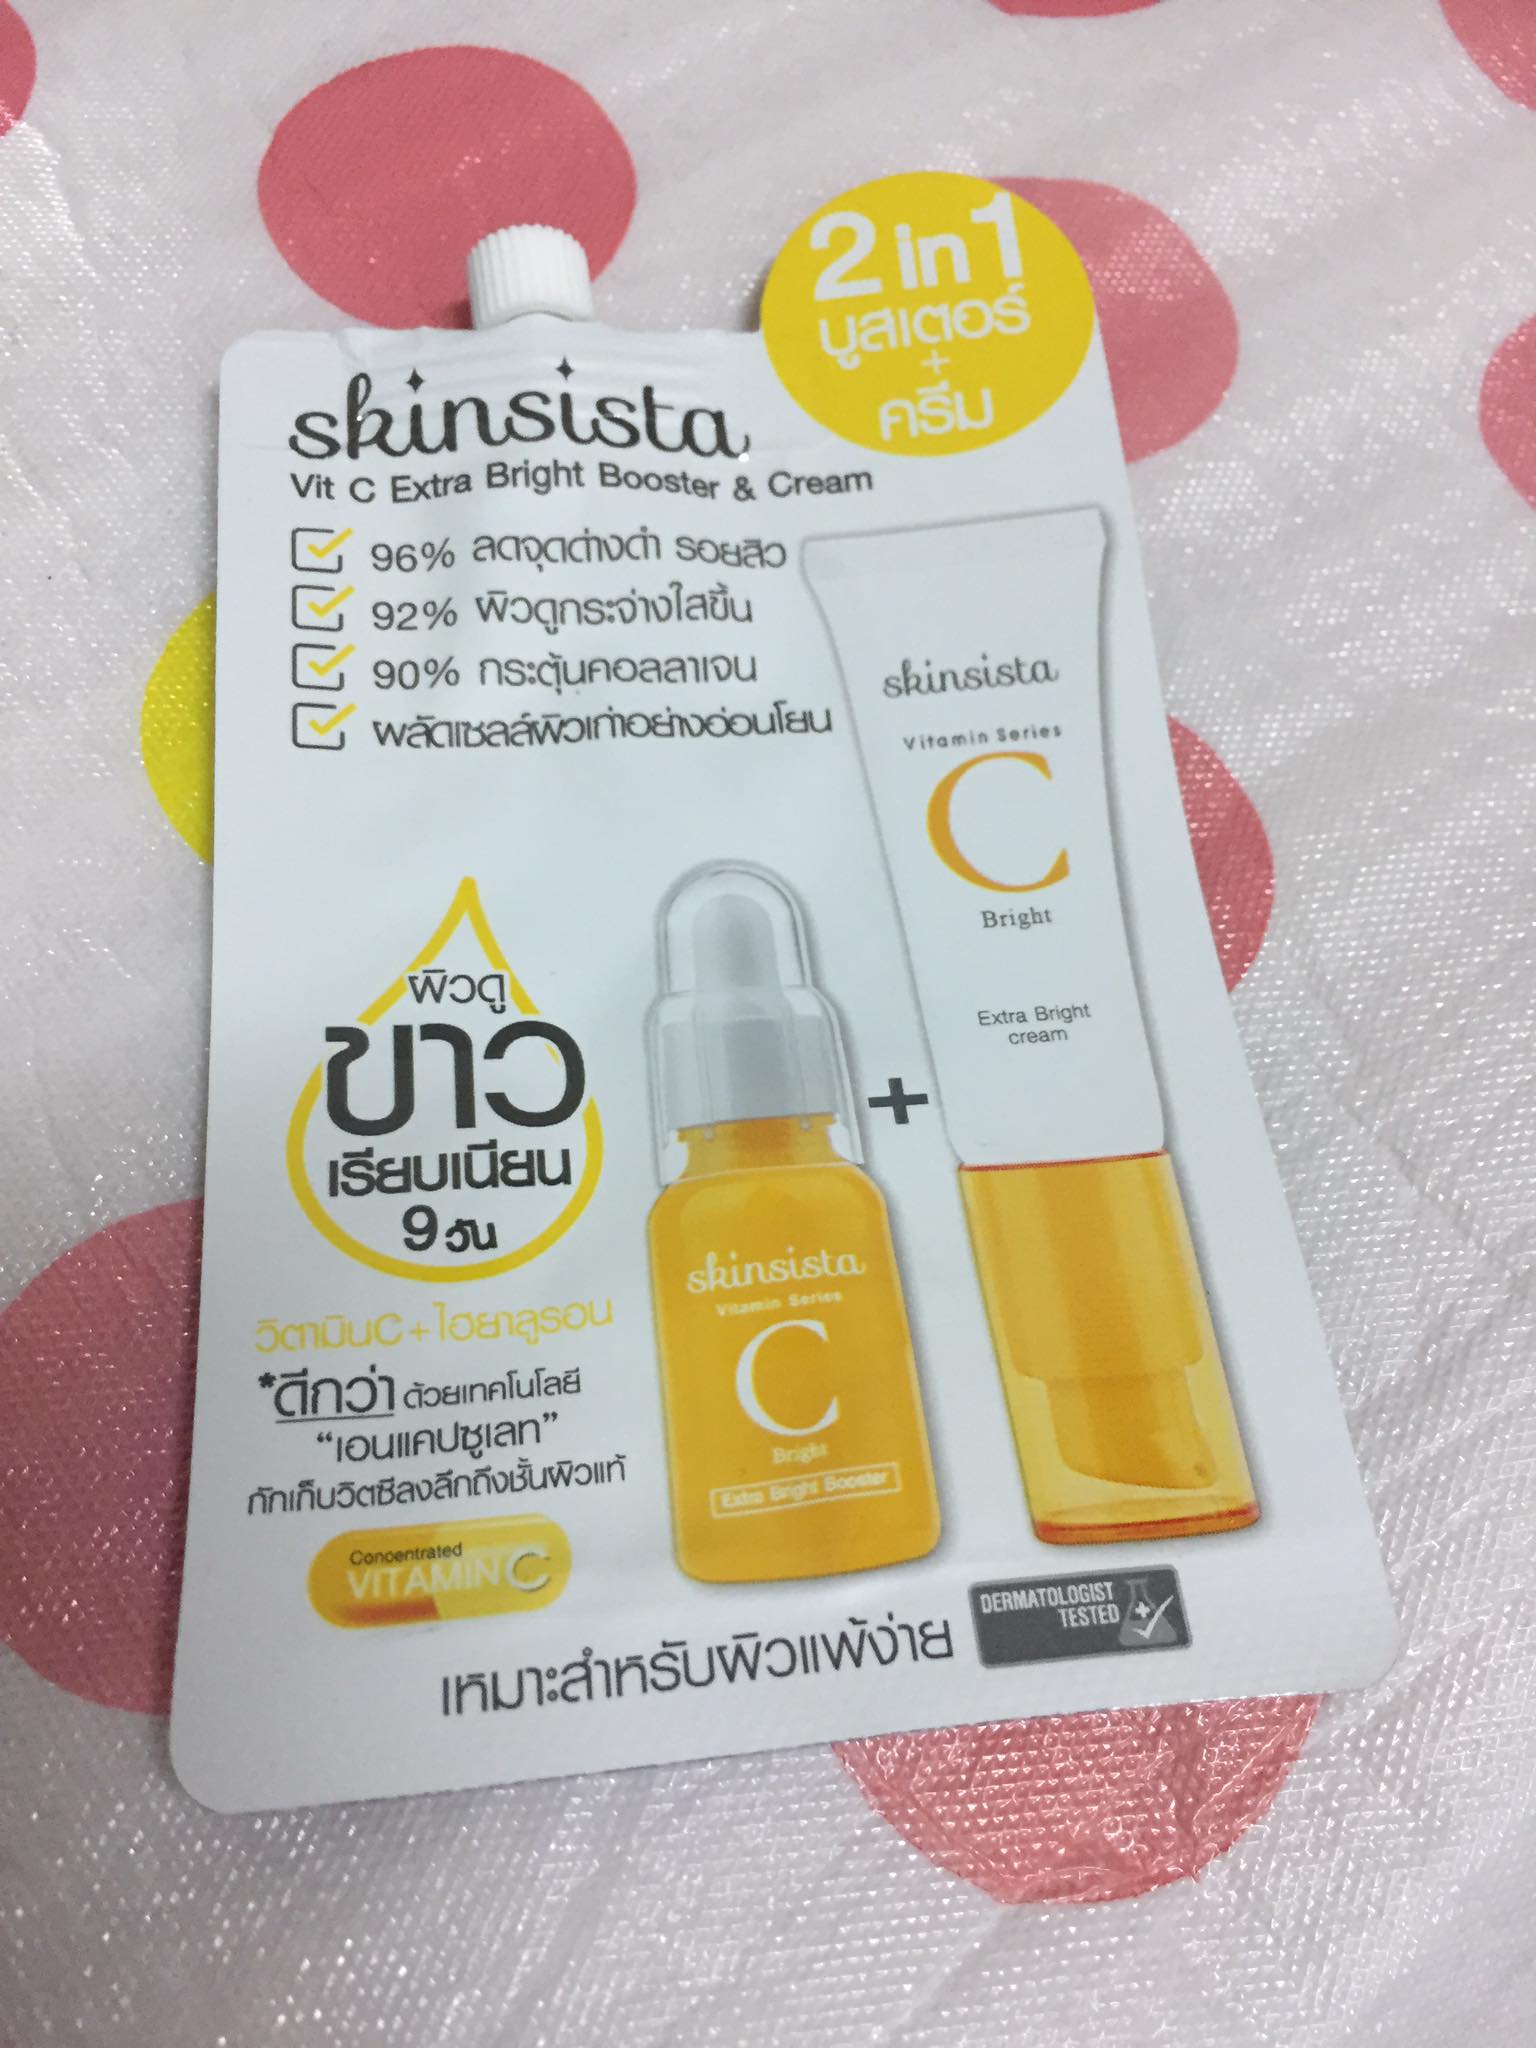 2 in 1
บูสเตอร์
+
ครีม
skinsista
Vit C Extra Bright Booster & Cream
96% ลดจุดด่างดำ รอยสิว
92% ผิวดูกระจ่างใสขึ้น
90% กระตุ้นคอลลาเจน
ผลัดเซลล์ผิวเก่าอย่างอ่อนโยน
skinsista
Vitamin Series
C
Bright
Extra Bright
cream
ผิวดู
ขาว
เรียบเนียน
9 วัน
+
skinsista
Vitamin Series
C
Bright
Extra Bright Booster
วิตามินC+ไฮยาลูรอน
*ดีกว่า ด้วยเทคโนโลยี
“เอนแคปซูเลท”
กักเก็บวิตซีลงลึกถึงชั้นผิวแท้
Concentrated
VITAMIN C
เหมาะสำหรับผิวแพ้ง่าย
DERMATOLOGIST
TESTED